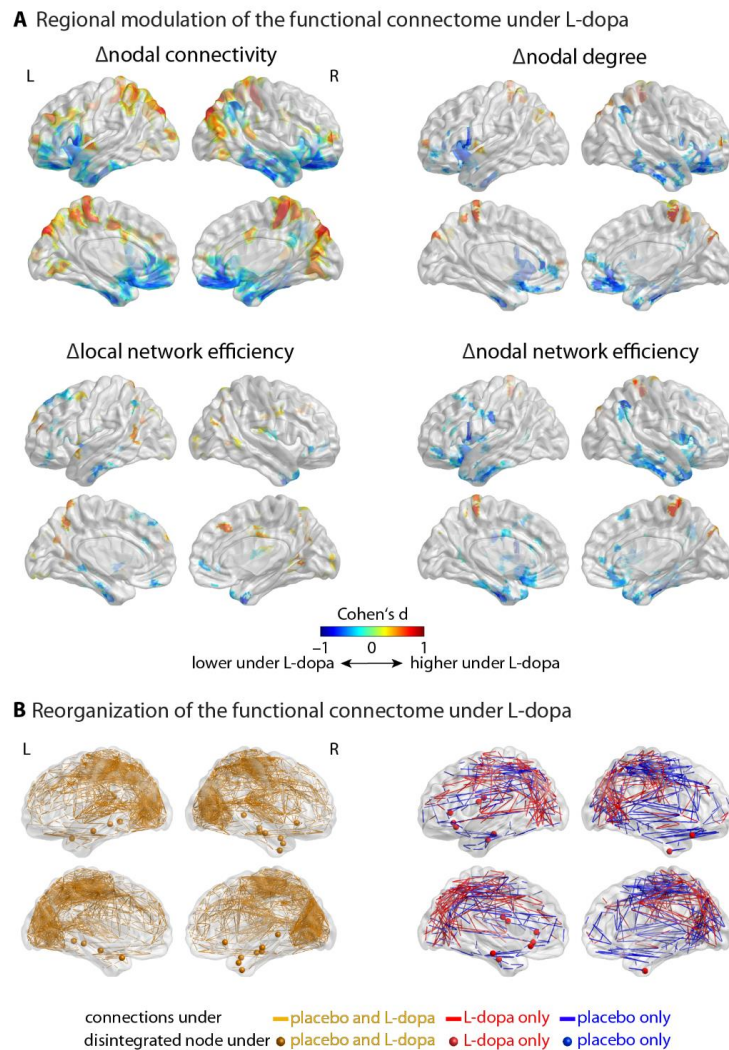 A Regional modulation of the functional connectome under L-dopa
Δnodal connectivity
Δnodal degree
L
R
Δlocal network efficiency
Δnodal network efficiency
Cohen‘s d
−1 0 1
lower under L-dopa higher under L-dopa
B Reorganization of the functional connectome under L-dopa
L
R
connections under placebo and L-dopa L-dopa only placebo only
disintegrated node under placebo and L-dopa L-dopa only placebo only